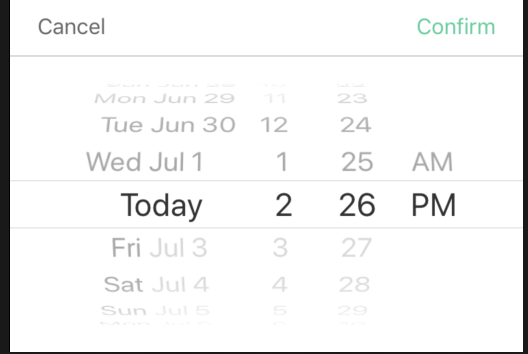 Cancel Confirm
Mon Jun 29 11 23
Tue Jun 30 12 24
Wed Jul 1 1 25 AM
Today 2 26 PM
Fri Jul 3 3 27
Sat Jul 4 4 28
Sun Jul 5 5 29